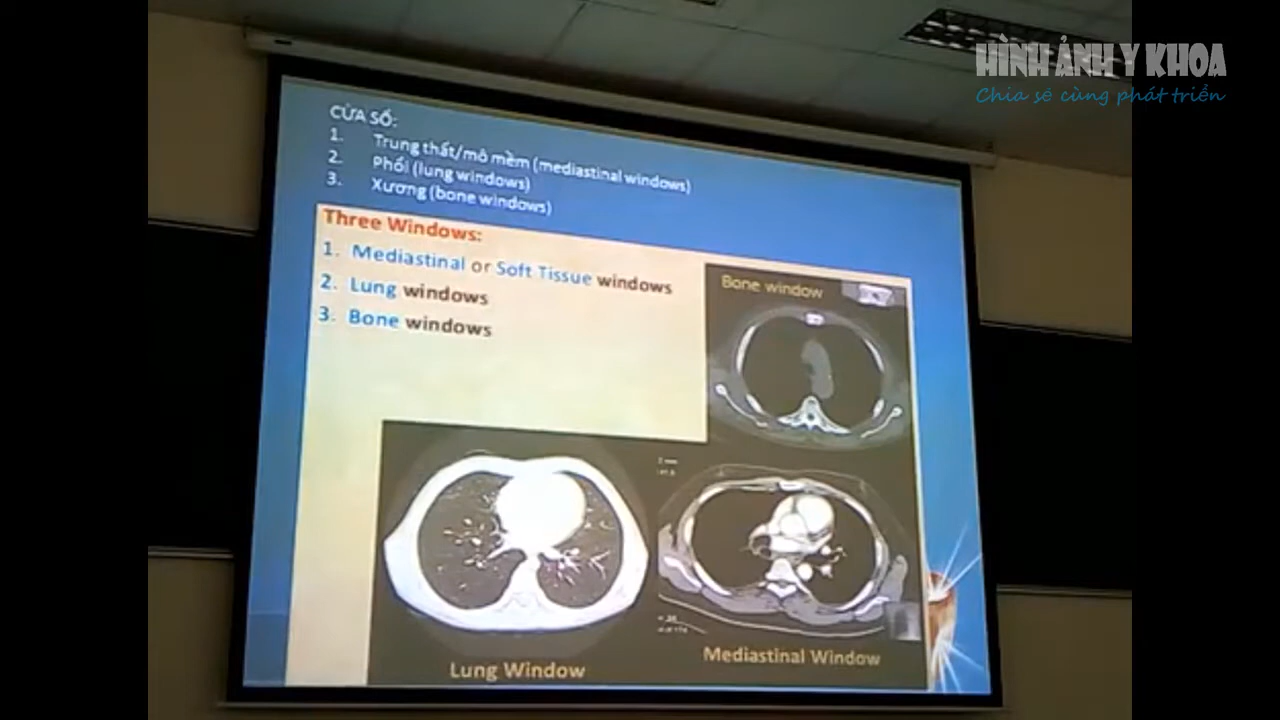 HÌNH ẢNH Y KHOA
Chia sẻ cùng phát triển
CỬA SỔ:
1. Trung thất/mô mềm (mediastinal windows)
2. Phổi (lung windows)
3. Xương (bone windows)
Three Windows:
1. Mediastinal or Soft Tissue windows
2. Lung windows
3. Bone windows
Bone window
Lung Window
Mediastinal Window